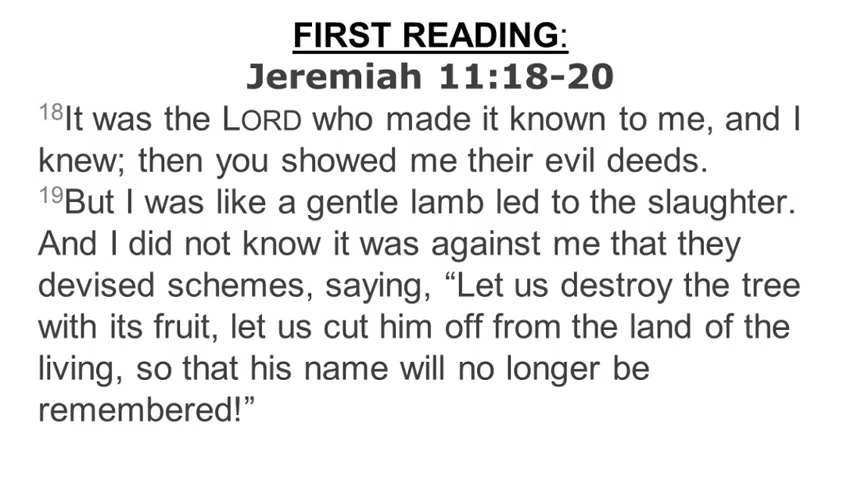 FIRST READING:
Jeremiah 11:18-20
18It was the LORD who made it known to me, and I
knew; then you showed me their evil deeds.
19But I was like a gentle lamb led to the slaughter.
And I did not know it was against me that they
devised schemes, saying, “Let us destroy the tree
with its fruit, let us cut him off from the land of the
living, so that his name will no longer be
remembered!”